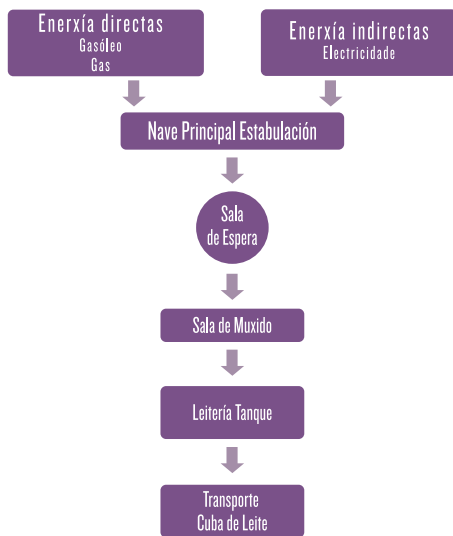 Enerxía directas
Gasóleo
Gas
Enerxía indirectas
Electricidade
Nave Principal Estabulación
Sala
de Espera
Sala de Muxido
Leitería Tanque
Transporte
Cuba de Leite